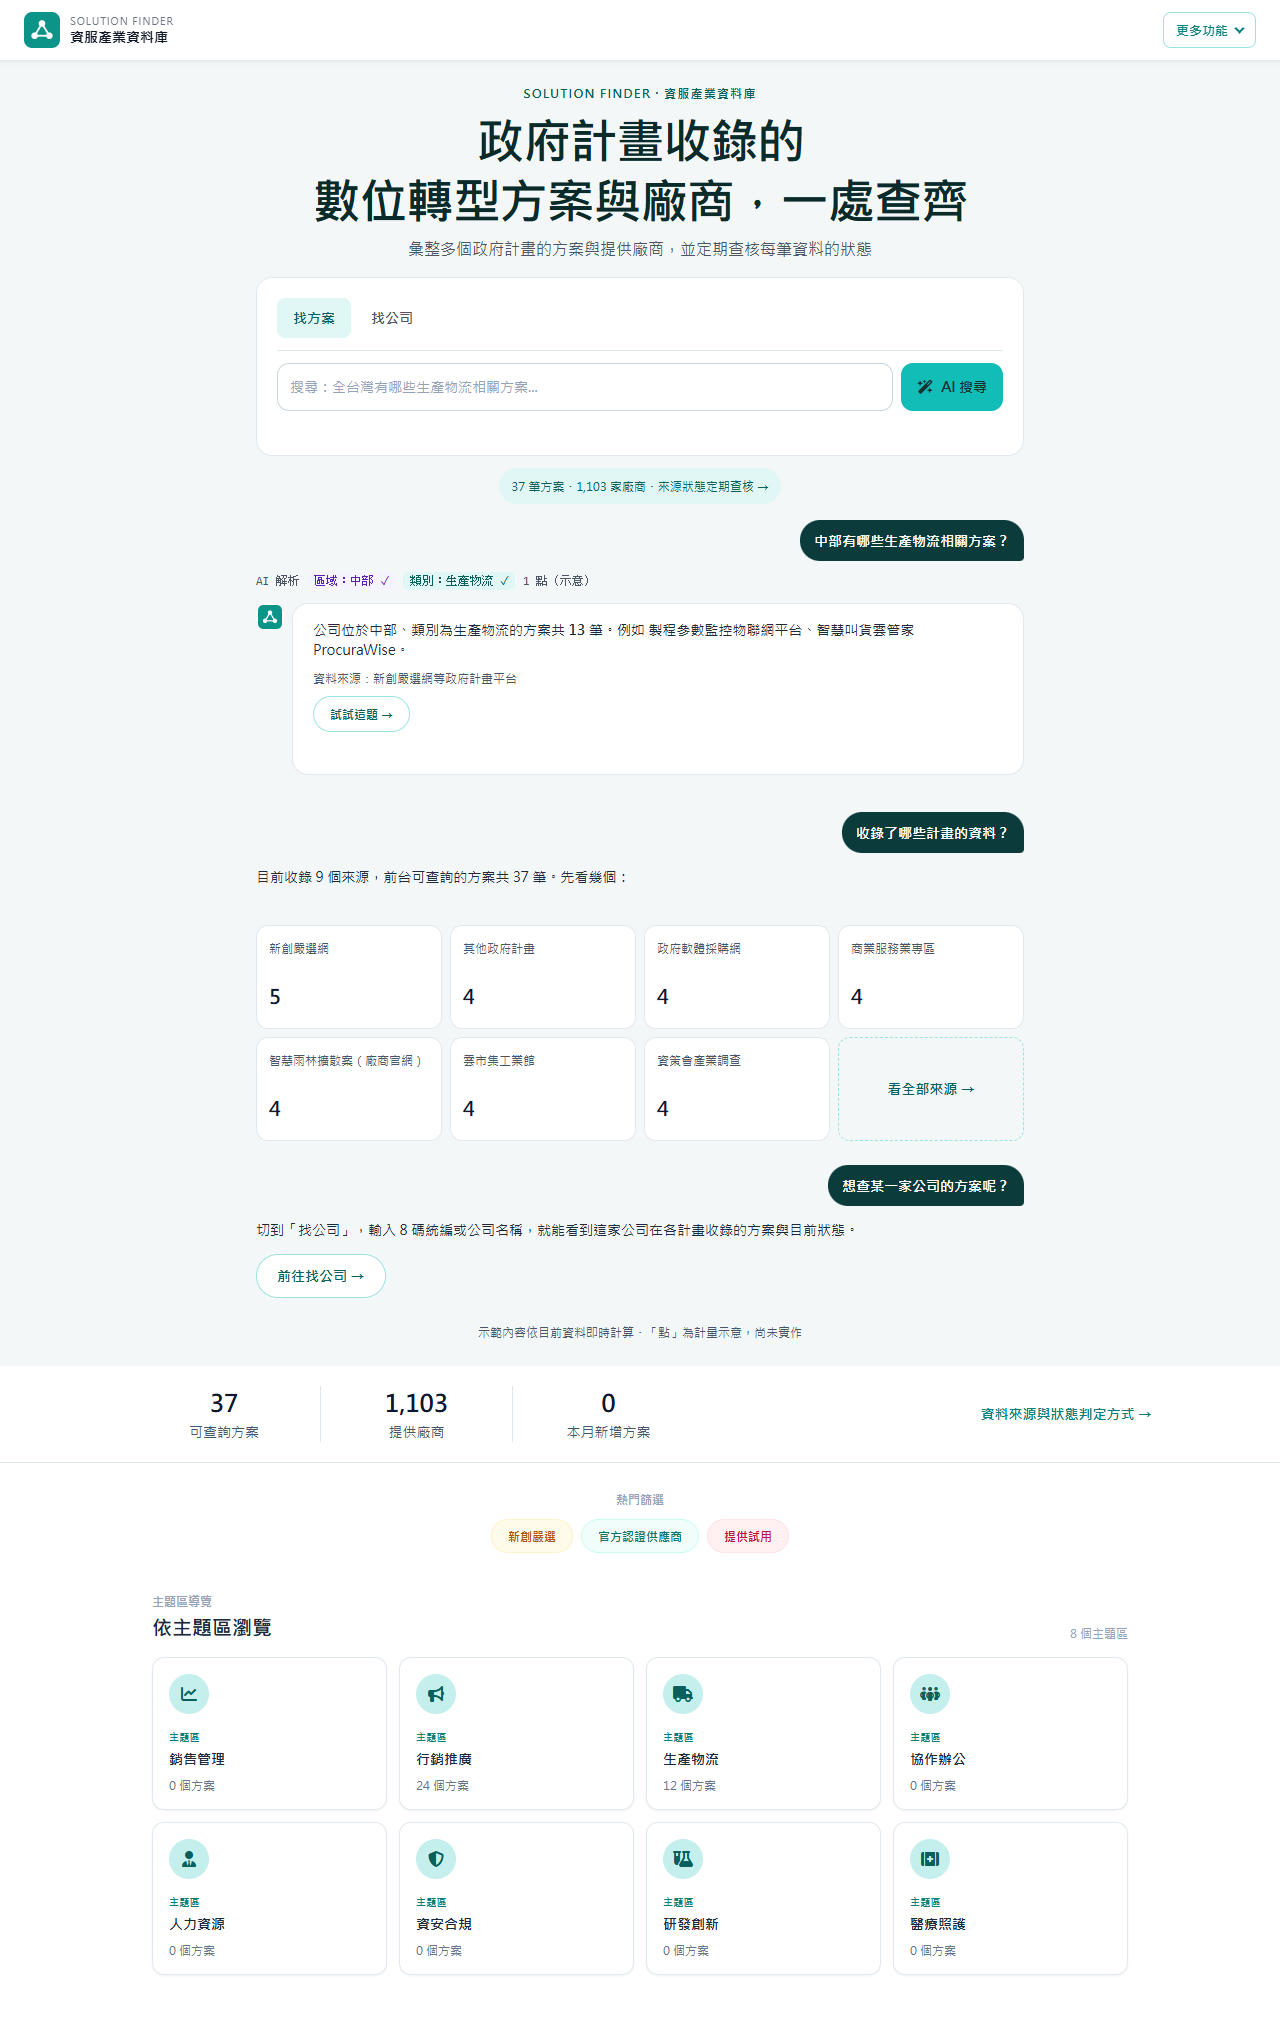 SOLUTION FINDER
資服產業資料庫
更多功能
SOLUTION FINDER · 資服產業資料庫
政府計畫收錄的
數位轉型方案與廠商，一處查齊
彙整多個政府計畫的方案與提供廠商，並定期查核每筆資料的狀態
找方案
找公司
搜尋：全台灣有哪些生產物流相關方案...
AI 搜尋
37 筆方案 · 1,103 家廠商 · 來源狀態定期查核 →
中部有哪些生產物流相關方案？
AI 解析 區域：中部 ✓ 類別：生產物流 ✓ 1 點（示意）
公司位於中部、類別為生產物流的方案共 13 筆。例如 製程參數監控物聯網平台、智慧叫貨雲管家
ProcuraWise。
資料來源：新創嚴選網等政府計畫平台
試試這題 →
收錄了哪些計畫的資料？
目前收錄 9 個來源，前台可查詢的方案共 37 筆。先看幾個：
新創嚴選網
5
其他政府計畫
4
政府軟體採購網
4
商業服務業專區
4
智慧雨林擴散案（廠商官網）
4
雲市集工業館
4
資策會產業調查
4
看全部來源 →
想查某一家公司的方案呢？
切到「找公司」，輸入 8 碼統編或公司名稱，就能看到這家公司在各計畫收錄的方案與目前狀態。
前往找公司 →
示範內容依目前資料即時計算 · 「點」為計量示意，尚未實作
37
可查詢方案
1,103
提供廠商
0
本月新增方案
資料來源與狀態判定方式 →
熱門篩選
新創嚴選
官方認證供應商
提供試用
主題區導覽
依主題區瀏覽
8 個主題區
主題區
銷售管理
0 個方案
主題區
行銷推廣
24 個方案
主題區
生產物流
12 個方案
主題區
協作辦公
0 個方案
主題區
人力資源
0 個方案
主題區
資安合規
0 個方案
主題區
研發創新
0 個方案
主題區
醫療照護
0 個方案